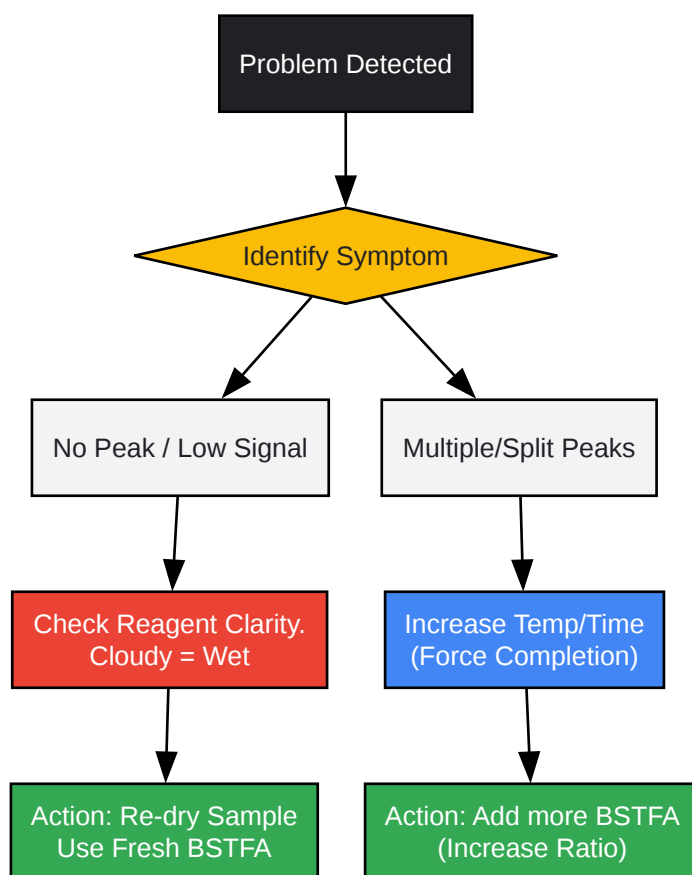 Problem Detected
Identify Symptom
No Peak / Low Signal
Multiple/Split Peaks
Check Reagent Clarity.
Cloudy = Wet
Increase Temp/Time
(Force Completion)
Action: Re-dry Sample
Use Fresh BSTFA
Action: Add more BSTFA
(Increase Ratio)